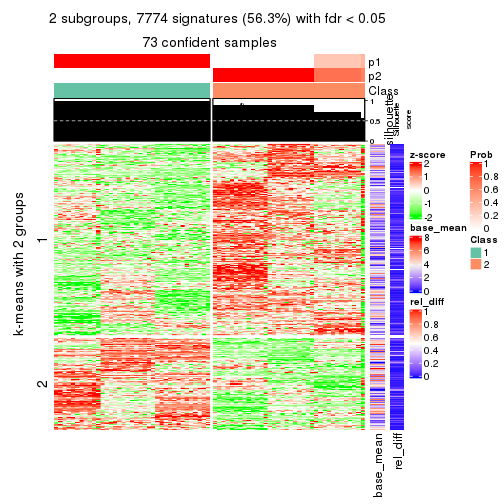 2 subgroups, 7774 signatures (56.3%) with fdr < 0.05
73 confident samples
p1
p2
Class
silhouette
Silhouette
score
1
0.5
0
k-means with 2 groups
1
2
base_mean
rel_diff
z-score
2
1
0
-1
-2
base_mean
8
6
4
2
0
rel_diff
1
0.8
0.6
0.4
0.2
0
Prob
1
0.8
0.6
0.4
0.2
0
Class
1
2